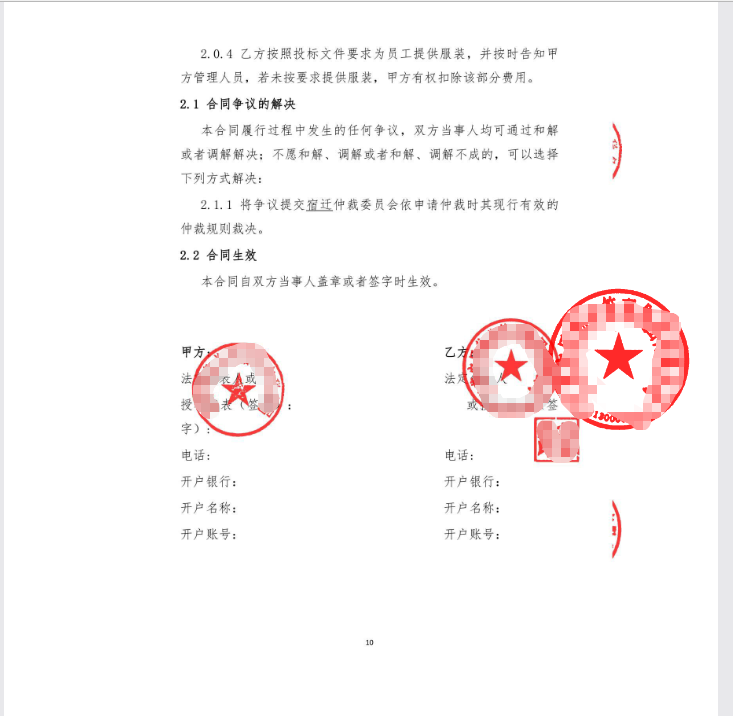 2.0.4 乙方按照投标文件要求为员工提供服装，并按时告知甲
方管理人员，若未按要求提供服装，甲方有权扣除该部分费用。
2.1 合同争议的解决
本合同履行过程中发生的任何争议，双方当事人均可通过和解
或者调解解决；不愿和解、调解或者和解、调解不成的，可以选择
下列方式解决：
2.1.1 将争议提交宿迁仲裁委员会依申请仲裁时其现行有效的
仲裁规则裁决。
2.2 合同生效
本合同自双方当事人盖章或者签字时生效。
甲方：
法 表 或
授 表（签 ：
字）：
电话：
开户银行：
开户名称：
开户账号：
乙方
法定 人
或 签
电话：
开户银行：
开户名称：
开户账号：
10